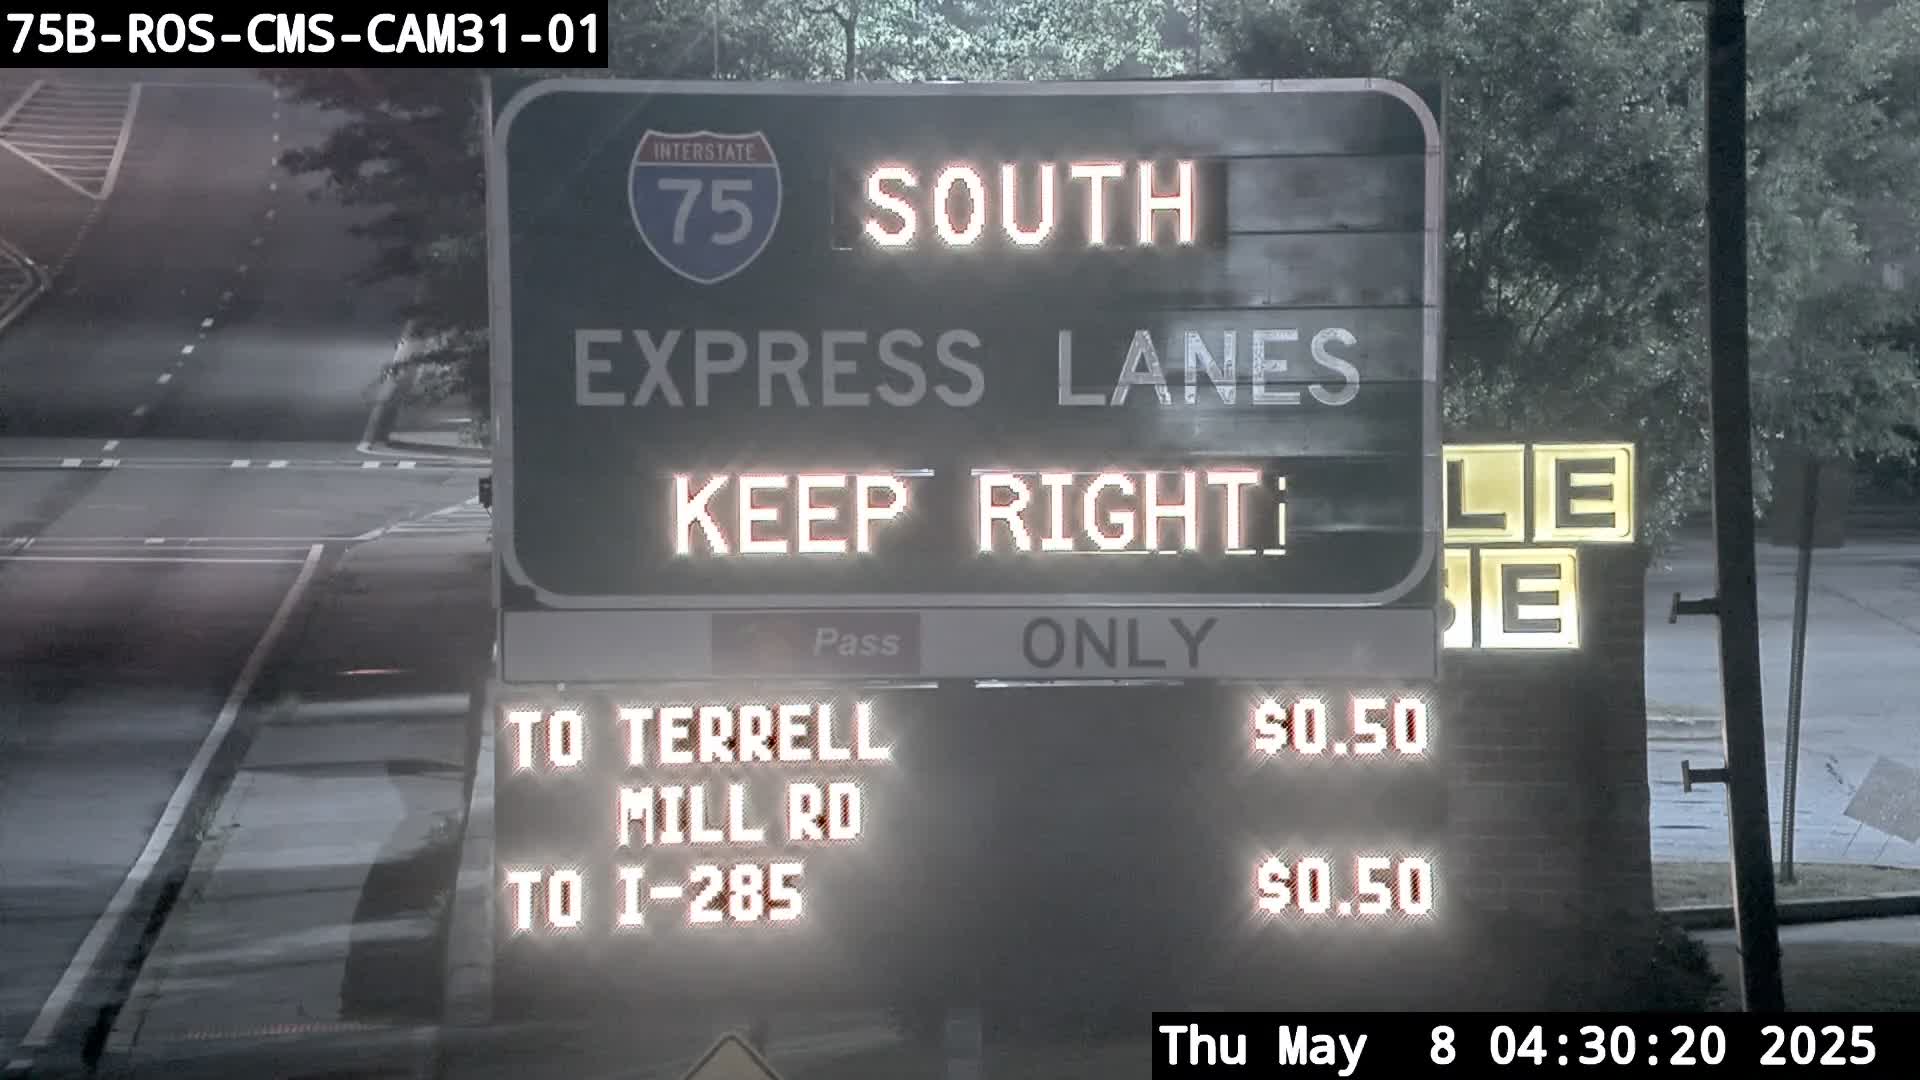 75B-ROS-CMS-CAM31-01
INTERSTATE
75
SOUTH
EXPRESS LANES
KEEP RIGHT
Pass ONLY
LE
E
TO TERRELL $0.50
MILL RD
TO I-285 $0.50
Thu May 8 04:30:20 2025